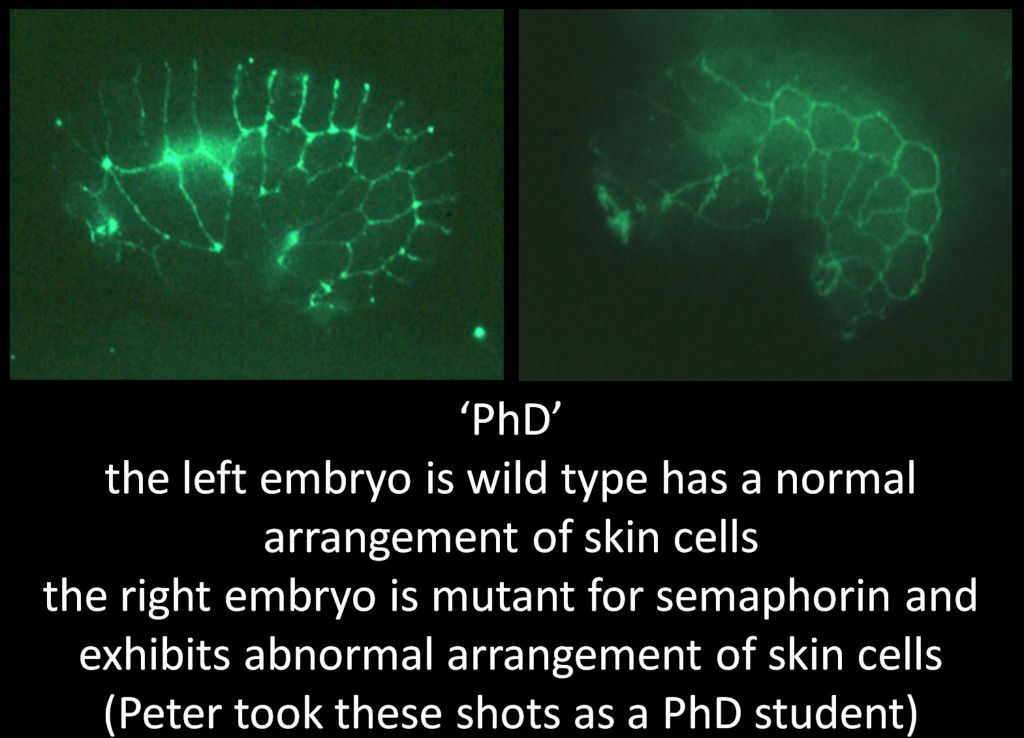 ‘PhD’
the left embryo is wild type has a normal
arrangement of skin cells
the right embryo is mutant for semaphorin and
exhibits abnormal arrangement of skin cells
(Peter took these shots as a PhD student)